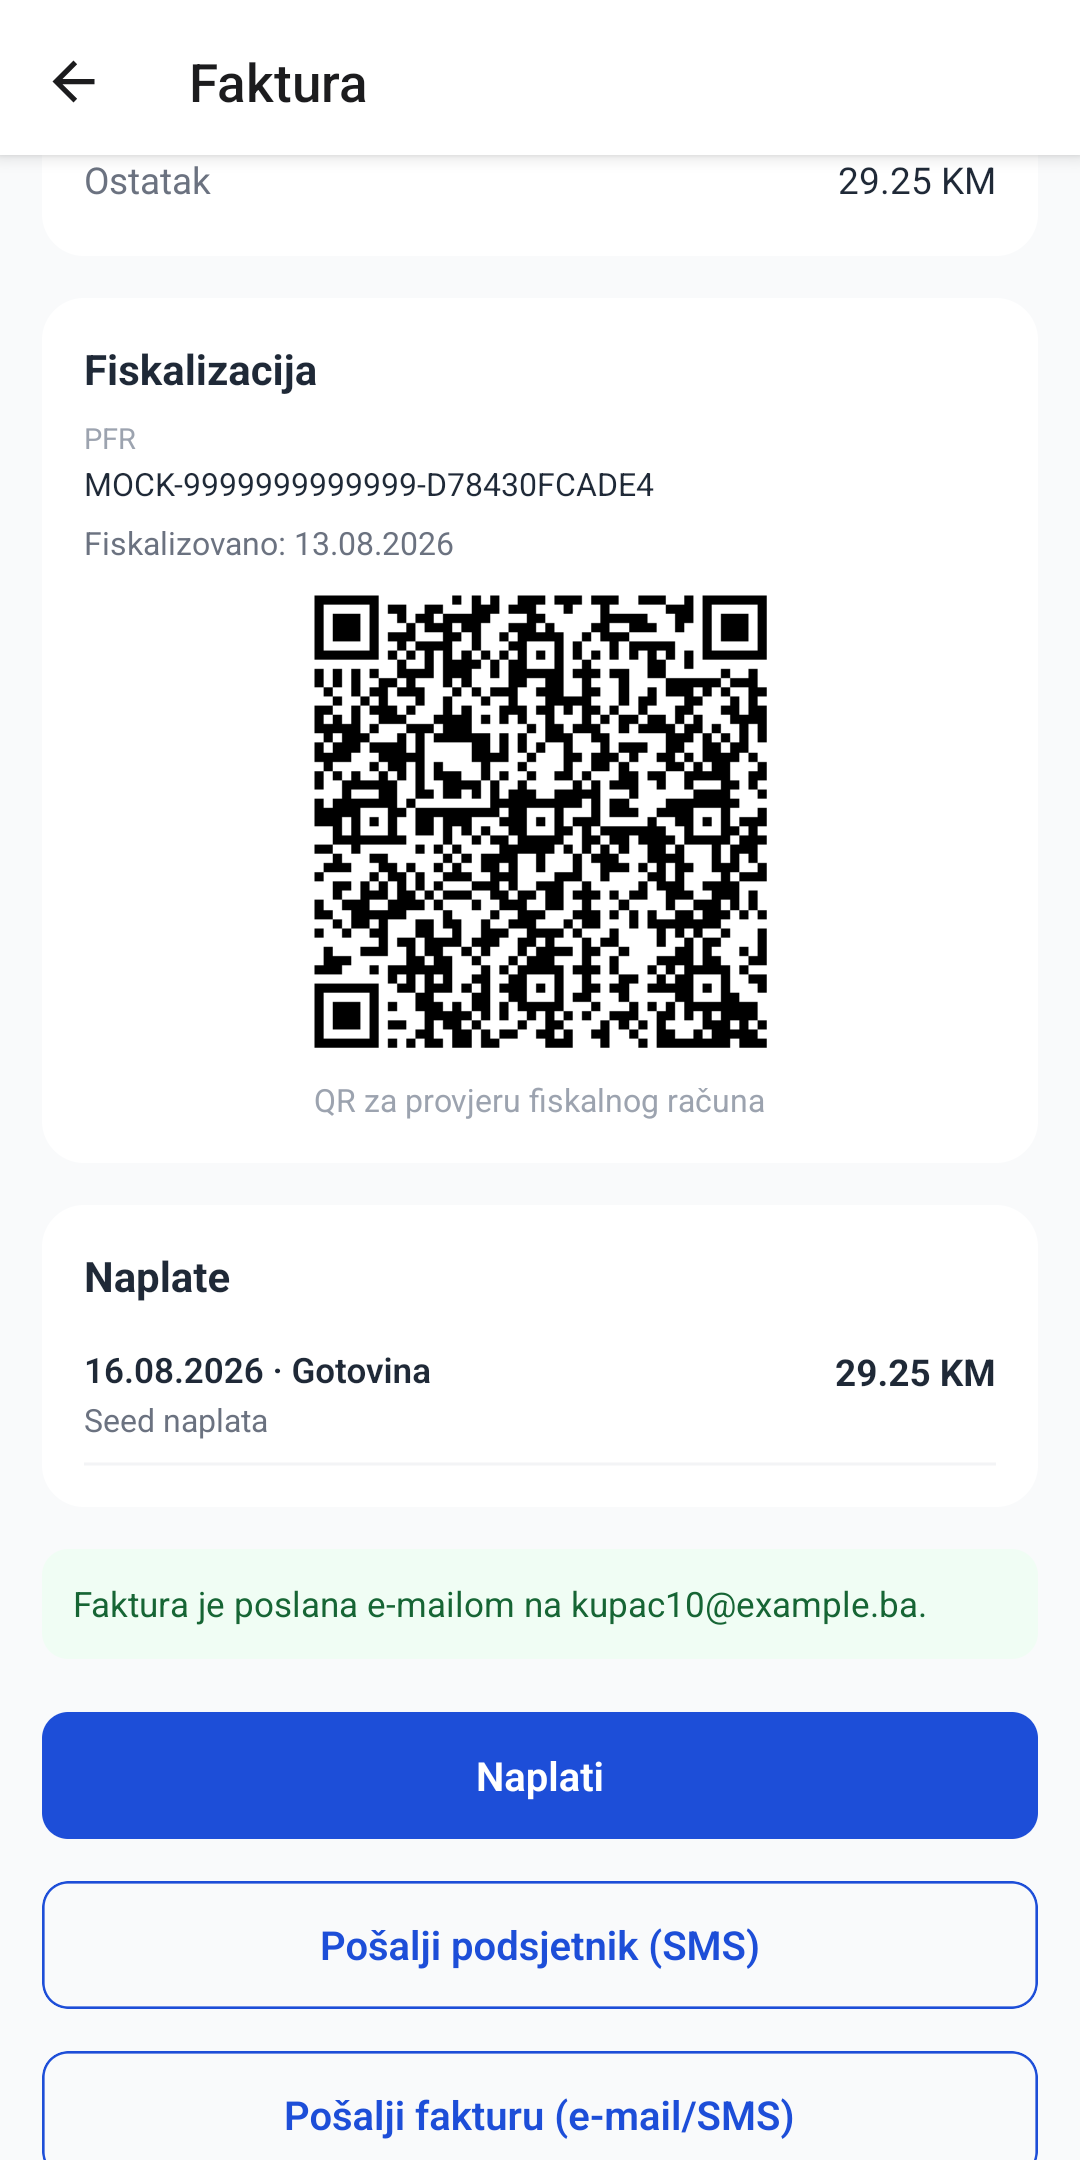 Faktura
Ostatak 29.25 KM
Fiskalizacija
PFR
MOCK-9999999999999-D78430FCADE4
Fiskalizovano: 13.08.2026
QR za provjeru fiskalnog računa
Naplate
16.08.2026 · Gotovina 29.25 KM
Seed naplata
Faktura je poslana e-mailom na kupac10@example.ba.
Naplati
Pošalji podsjetnik (SMS)
Pošalji fakturu (e-mail/SMS)